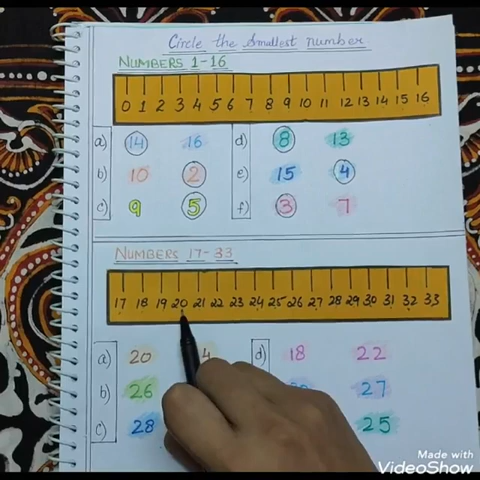 Circle the Smallest number
NUMBERS 1-16
0 1 2 3 4 5 6 7 8 9 10 11 12 13 14 15 16
a) 14 16 d) 8 13
b) 10 2 e) 15 4
c) 9 5 f) 3 7
NUMBERS 17-33
17 18 19 20 21 22 23 24 25 26 27 28 29 30 31 32 33
a) 20 4 d) 18 22
b) 26 27
c) 28 25
Made with
VideoShow